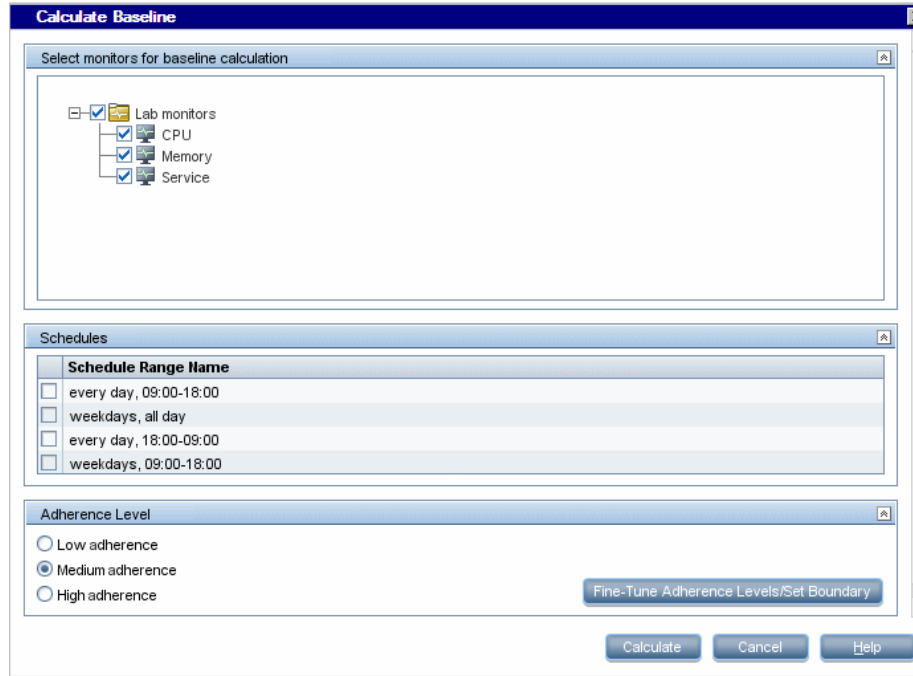 Calculate Baseline
Select monitors for baseline calculation
Lab monitors
CPU
Memory
Service
Schedules
Schedule Range Name
every day, 09:00-18:00
weekdays, all day
every day, 18:00-09:00
weekdays, 09:00-18:00
Adherence Level
Low adherence
Medium adherence
High adherence
Fine-Tune Adherence Levels/Set Boundary
Calculate Cancel Help